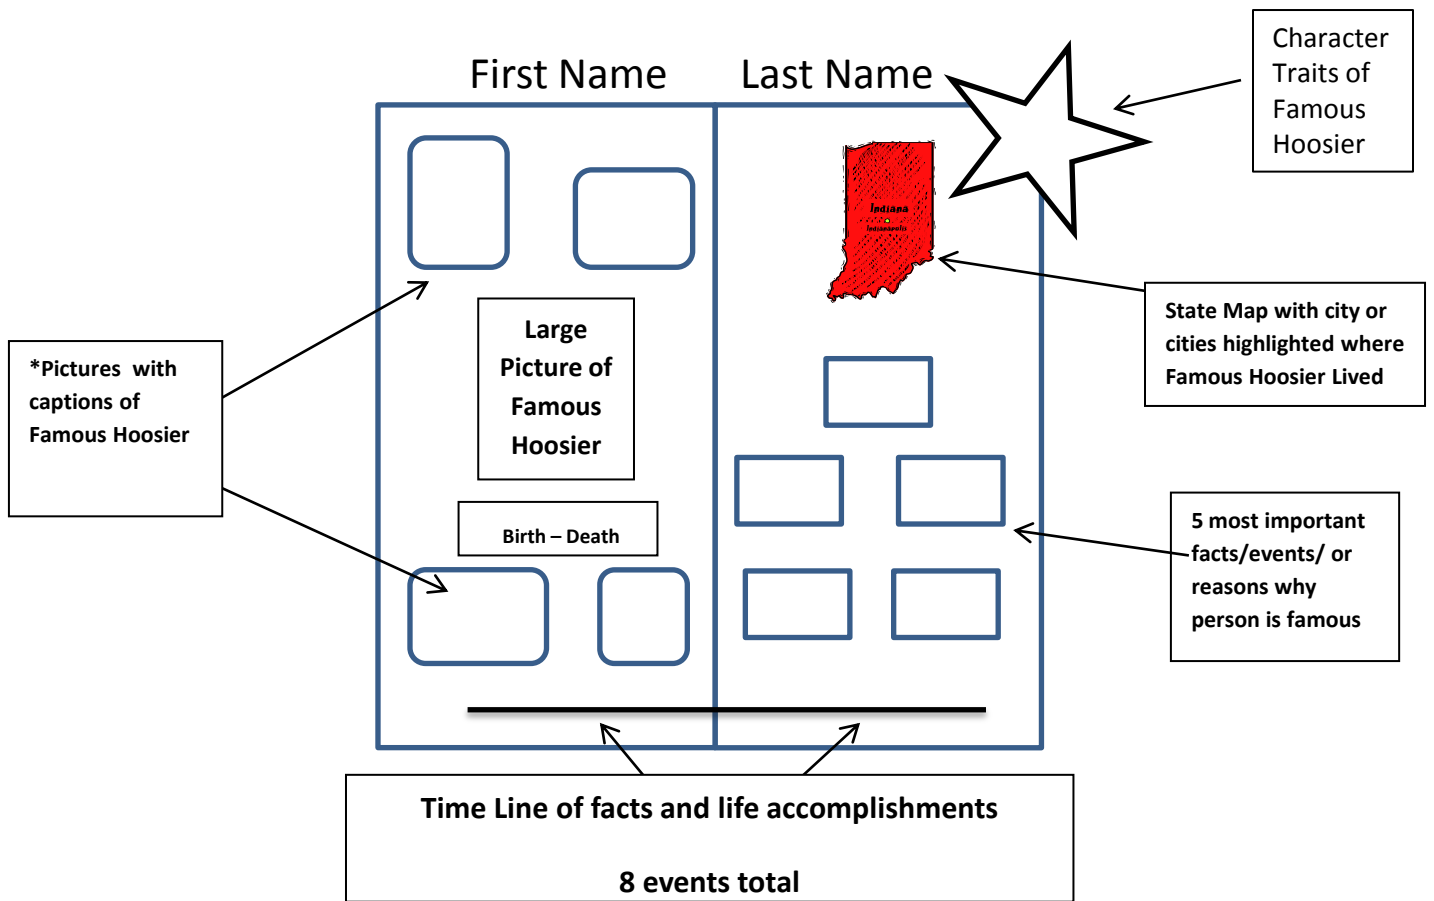 First Name Last Name
Character
Traits of
Famous
Hoosier
Indiana
Indianapolis
State Map with city or
cities highlighted where
Famous Hoosier Lived
*Pictures with
captions of
Famous Hoosier
Large
Picture of
Famous
Hoosier
Birth – Death
5 most important
facts/events/ or
reasons why
person is famous
Time Line of facts and life accomplishments
8 events total